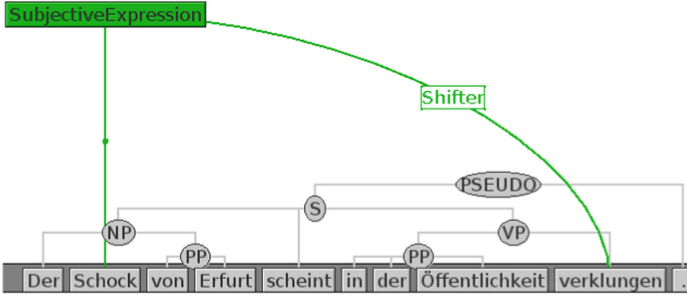 SubjectiveExpression
Shifter
PSEUDO
S
NP VP
PP PP
Der Schock von Erfurt scheint in der Öffentlichkeit verklungen .